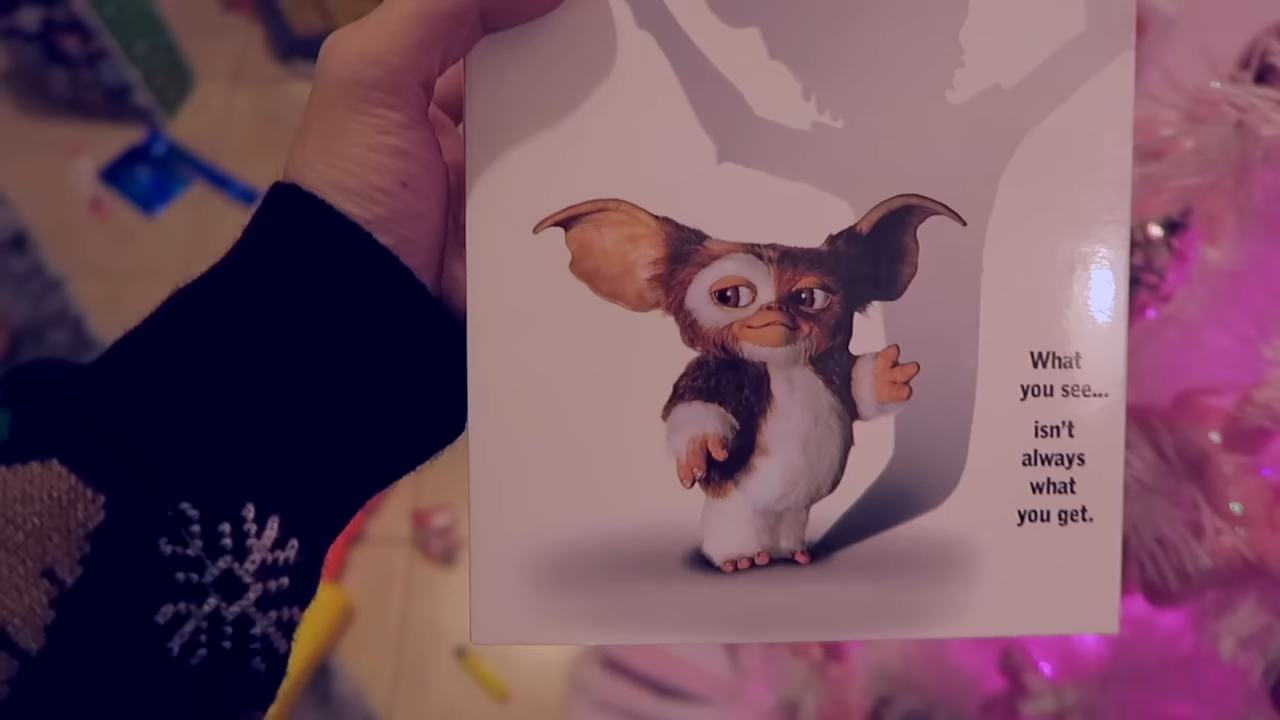 What
you see...
isn't
always
what
you get.